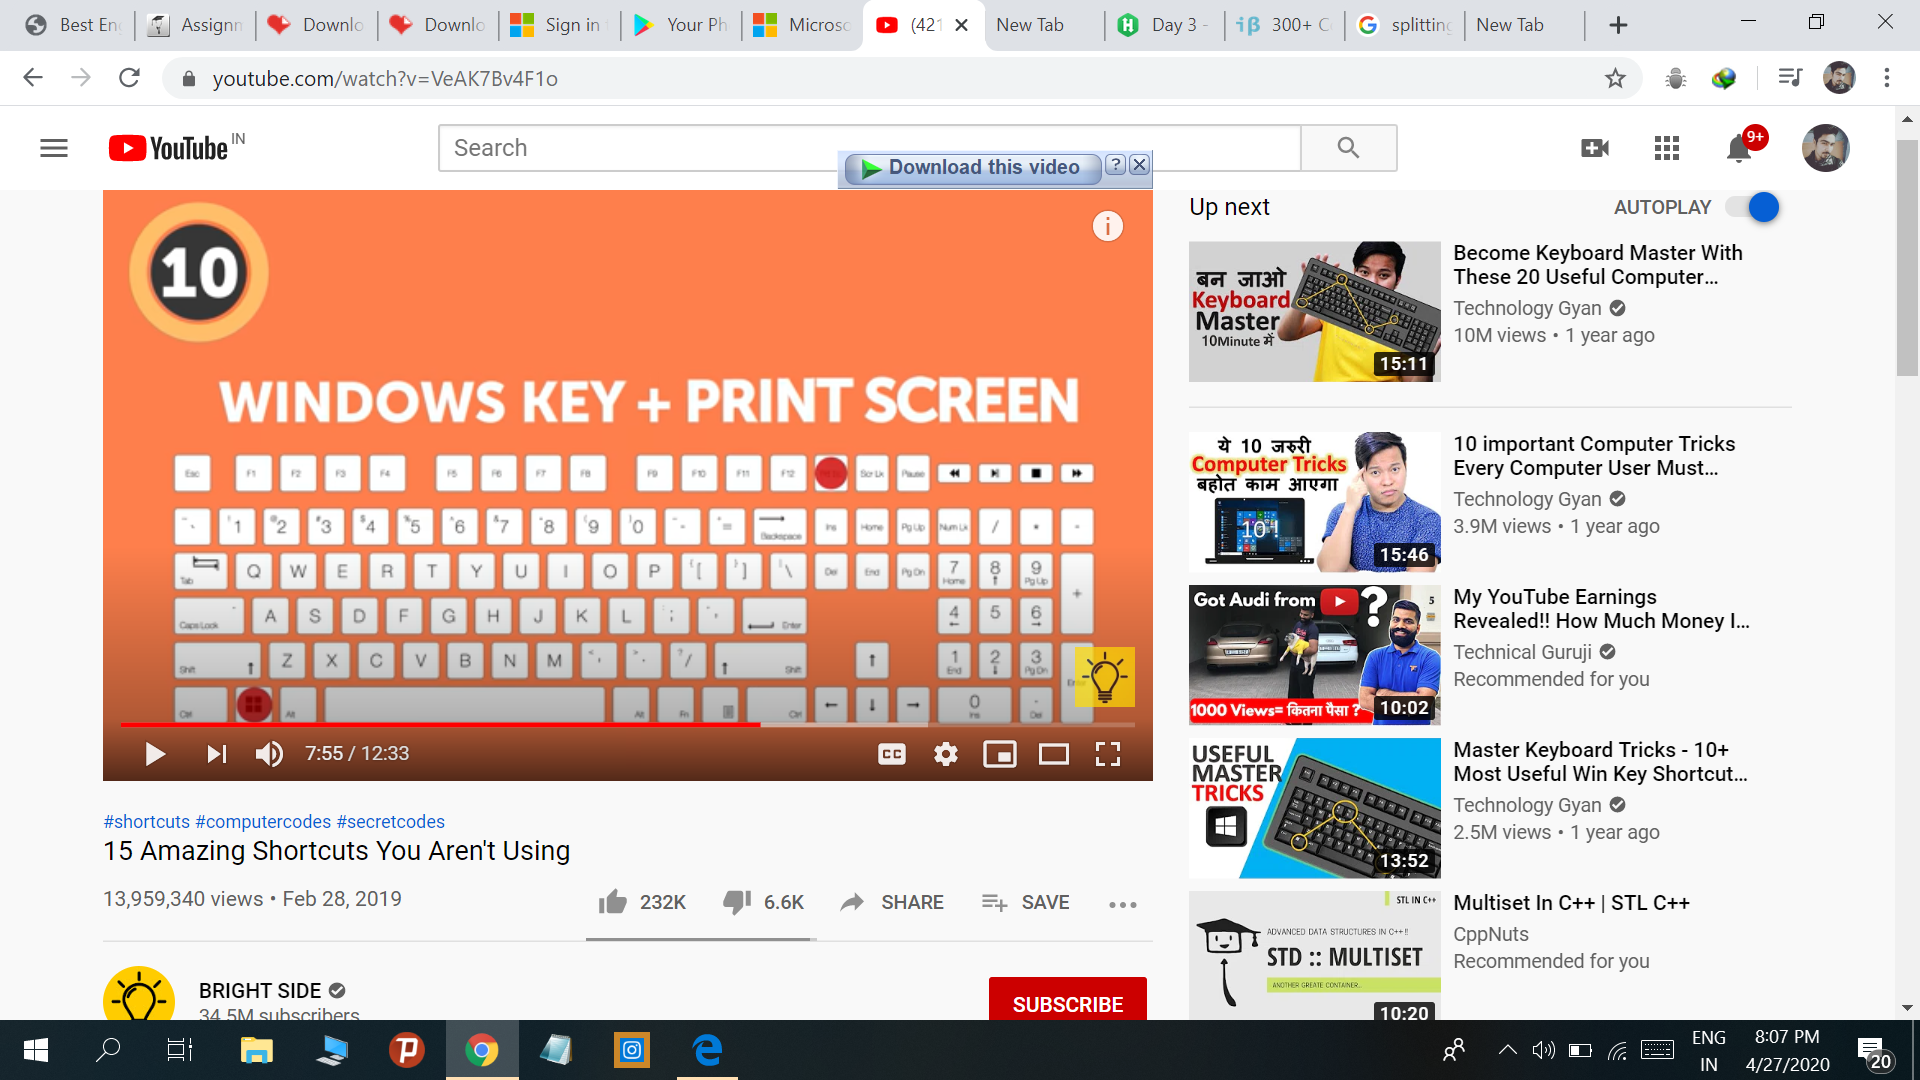 Best En
Assignm
Downlo
Downlo
Sign in
Your Ph
Microso
(421
New Tab
Day 3 -
300+ C
splitting
New Tab
youtube.com/watch?v=VeAK7Bv4F1o
YouTube IN
Search
9+
Download this video
10
WINDOWS KEY + PRINT SCREEN
Esc F1 F2 F3 F4 F5 F6 F7 F8 F9 F10 F11 F12 Scr Lk Pause
1 2 3 4 5 6 7 8 9 0 - = Backspace Ins Home Pg Up Num Lk / * -
Tab Q W E R T Y U I O P [ ] \ Del End Pg Dn 7 Home 8 9 Pg Up
Caps Lock A S D F G H J K L ; ' Enter 4 5 6 +
Shift Z X C V B N M < , > . ? / Shift 1 End 2 3 Pg Dn
Ctrl Alt Alt Fn Ctrl 0 Ins . Del
7:55 / 12:33
CC
#shortcuts #computercodes #secretcodes
15 Amazing Shortcuts You Aren't Using
13,959,340 views • Feb 28, 2019
232K 6.6K SHARE SAVE
BRIGHT SIDE
34.5M subscribers
SUBSCRIBE
Up next
AUTOPLAY
बन जाओ
Keyboard
Master
10Minute में
15:11
Become Keyboard Master With
These 20 Useful Computer...
Technology Gyan
10M views • 1 year ago
ये 10 जरुरी
Computer Tricks
बहोत काम आएगा
10!
15:46
10 important Computer Tricks
Every Computer User Must...
Technology Gyan
3.9M views • 1 year ago
Got Audi from ?
1000 Views= कितना पैसा ?
10:02
My YouTube Earnings
Revealed!! How Much Money I...
Technical Guruji
Recommended for you
USEFUL
MASTER
TRICKS
13:52
Master Keyboard Tricks - 10+
Most Useful Win Key Shortcut...
Technology Gyan
2.5M views • 1 year ago
STL IN C++
ADVANCED DATA STRUCTURES IN C++!!
STD :: MULTISET
ANOTHER GREATE CONTAINER...
10:20
Multiset In C++ | STL C++
CppNuts
Recommended for you
ENG
IN
8:07 PM
4/27/2020
20